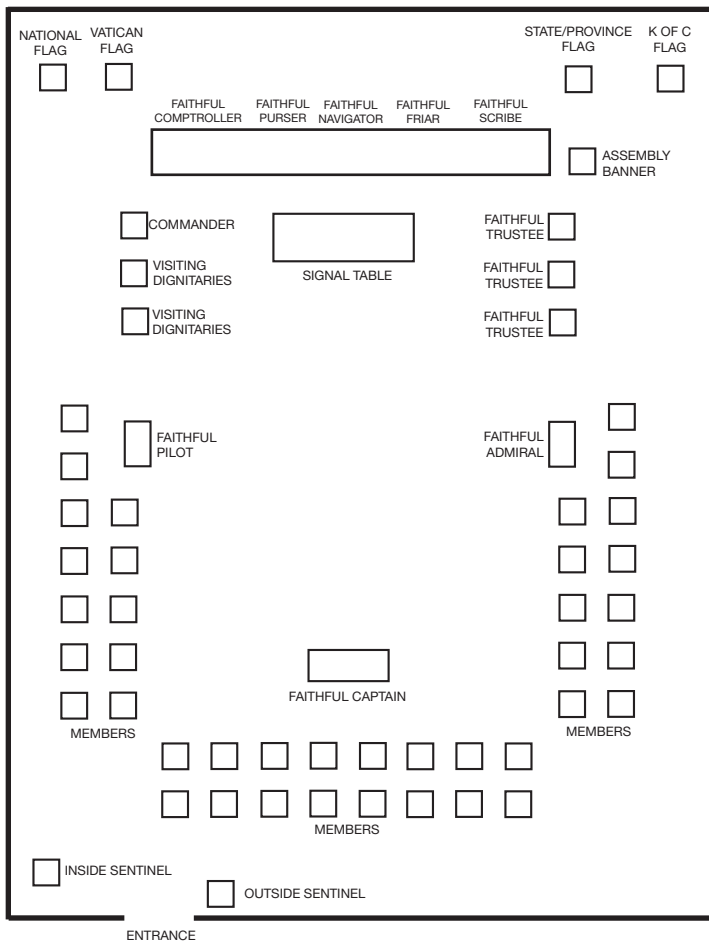 NATIONAL
FLAG
VATICAN
FLAG
STATE/PROVINCE
FLAG
K OF C
FLAG
FAITHFUL
COMPTROLLER
FAITHFUL
PURSER
FAITHFUL
NAVIGATOR
FAITHFUL
FRIAR
FAITHFUL
SCRIBE
ASSEMBLY
BANNER
COMMANDER
SIGNAL TABLE
FAITHFUL
TRUSTEE
VISITING
DIGNITARIES
FAITHFUL
TRUSTEE
VISITING
DIGNITARIES
FAITHFUL
TRUSTEE
FAITHFUL
PILOT
FAITHFUL
ADMIRAL
FAITHFUL CAPTAIN
MEMBERS
MEMBERS
MEMBERS
INSIDE SENTINEL
OUTSIDE SENTINEL
ENTRANCE